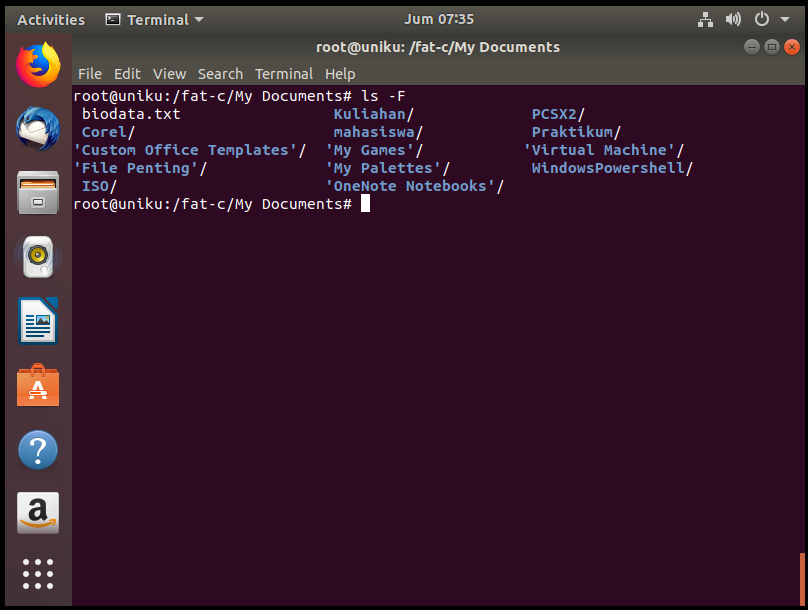 Activities Terminal Jum 07:35
root@uniku: /fat-c/My Documents
File Edit View Search Terminal Help
root@uniku:/fat-c/My Documents# ls -F
biodata.txt Kuliahan/ PCSX2/
Corel/ mahasiswa/ Praktikum/
'Custom Office Templates'/ 'My Games'/ 'Virtual Machine'/
'File Penting'/ 'My Palettes'/ WindowsPowershell/
ISO/ 'OneNote Notebooks'/
root@uniku:/fat-c/My Documents#